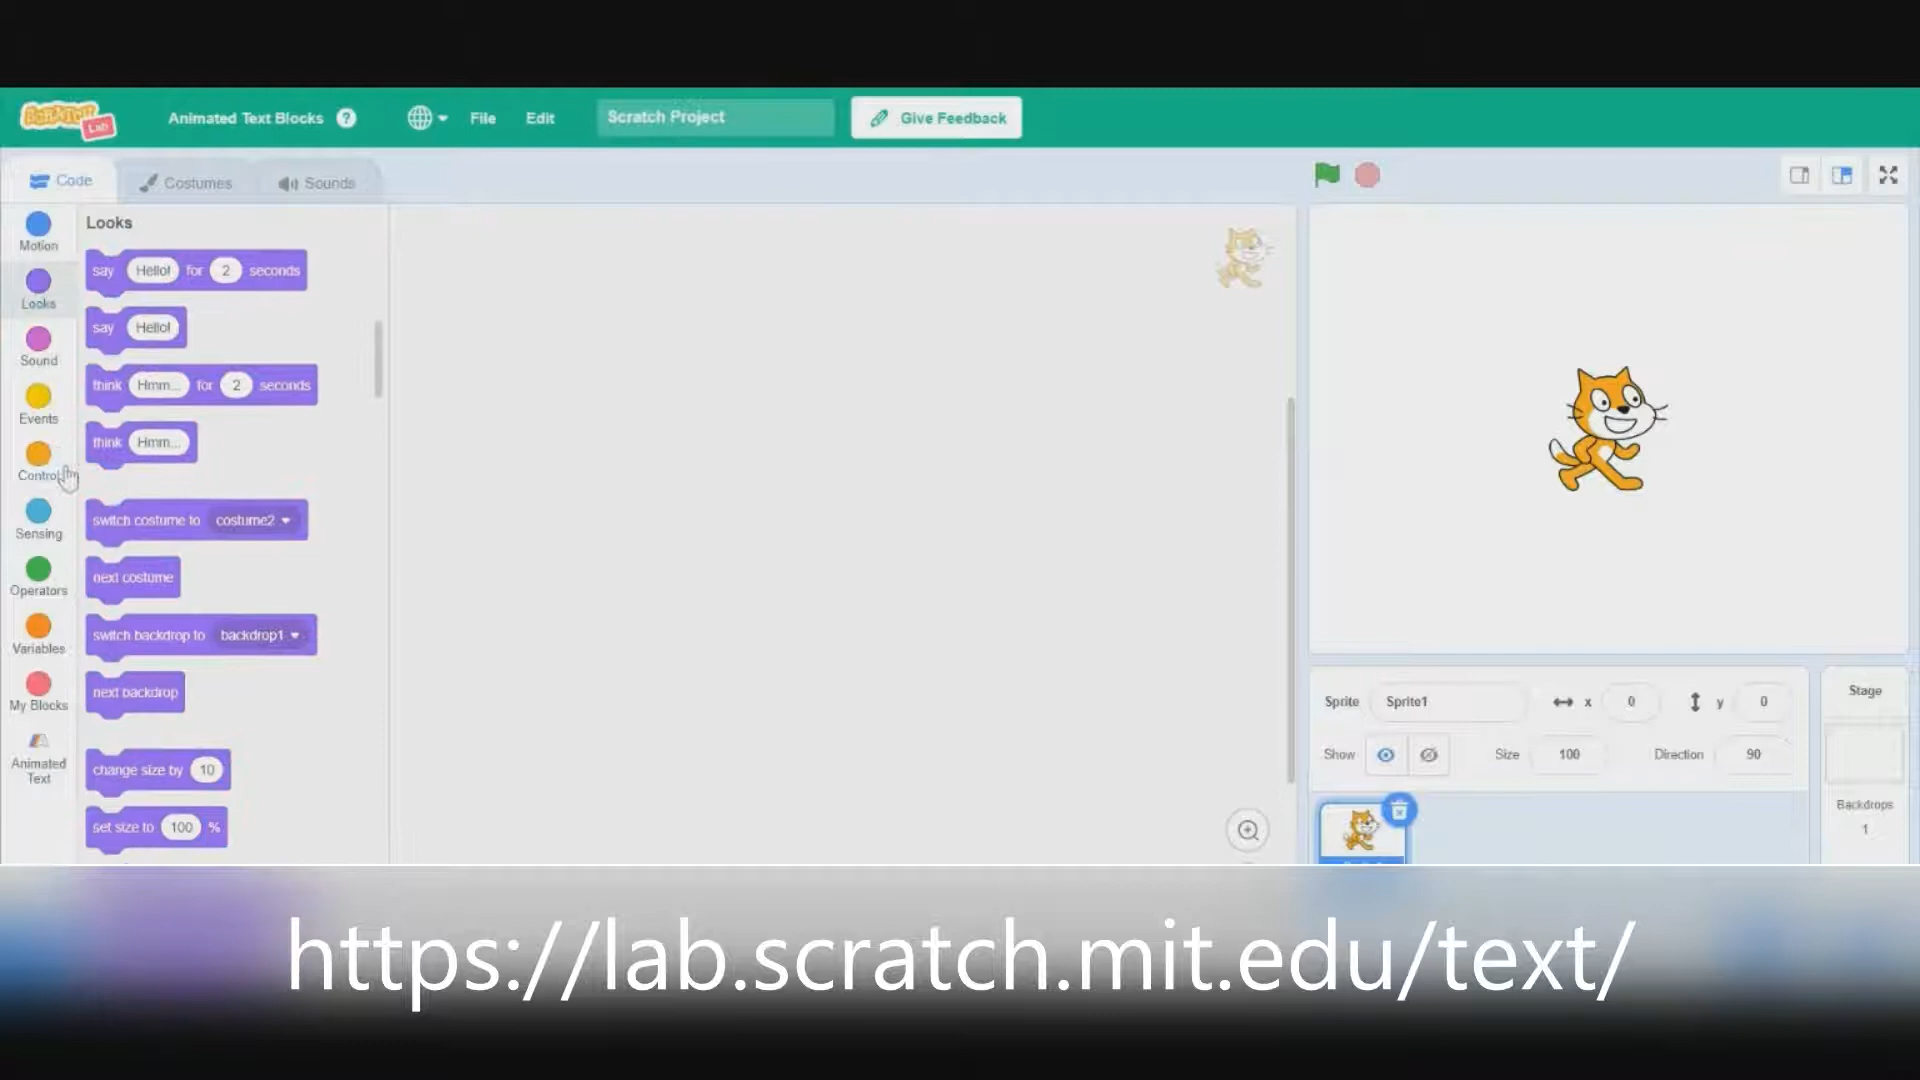 SCRATCH Lab Animated Text Blocks ? File Edit Scratch Project Give Feedback
Code Costumes Sounds
Motion
Looks
Sound
Events
Control
Sensing
Operators
Variables
My Blocks
Animated
Text
Looks
say Hello! for 2 seconds
say Hello!
think Hmm... for 2 seconds
think Hmm...
switch costume to costume2
next costume
switch backdrop to backdrop1
next backdrop
change size by 10
set size to 100 %
Sprite Sprite1 x 0 y 0
Show Size 100 Direction 90
Stage
Backdrops
1
https://lab.scratch.mit.edu/text/